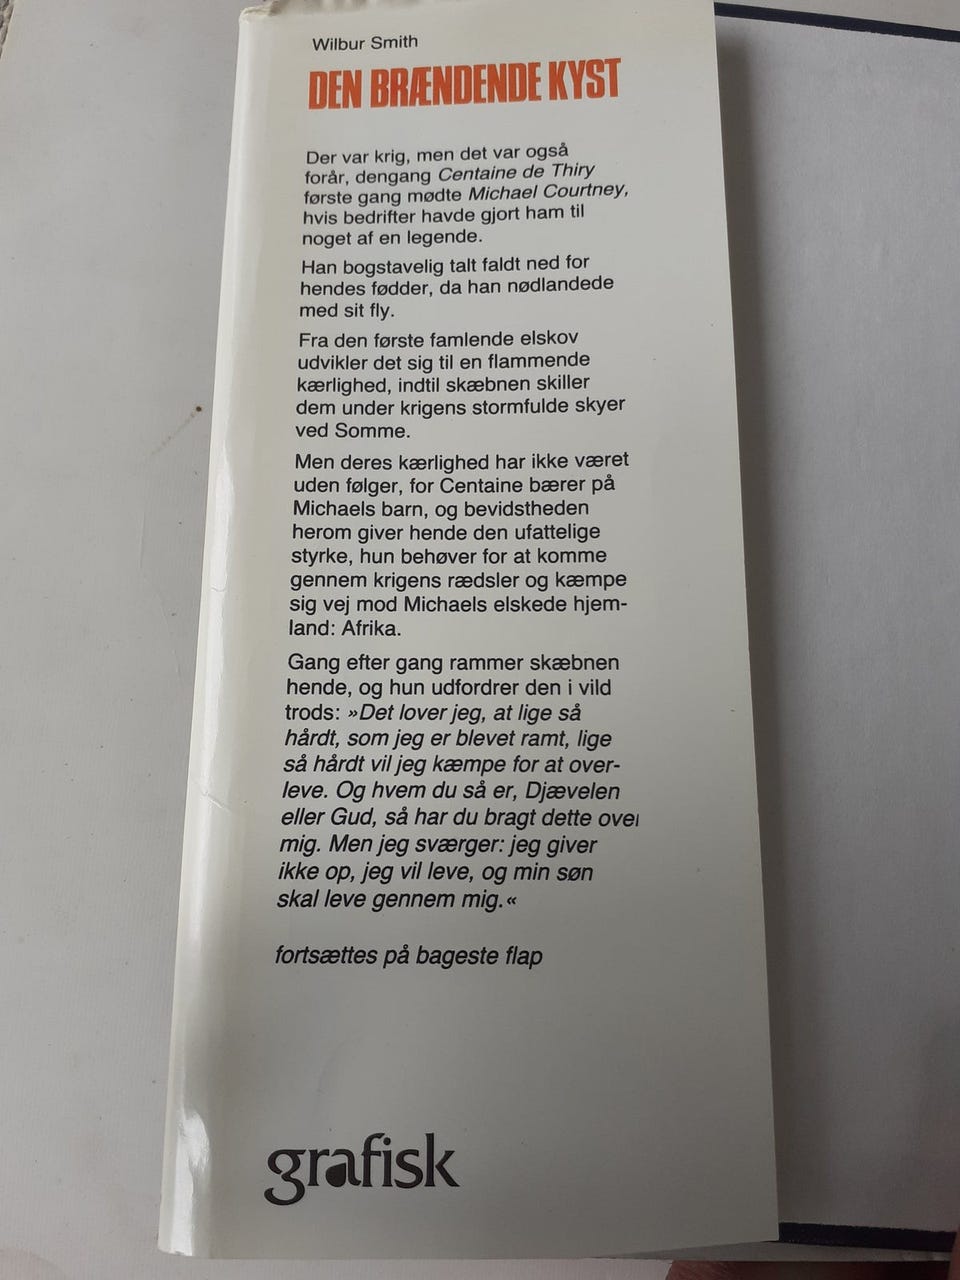 Wilbur Smith
DEN BRÆNDENDE KYST
Der var krig, men det var også
forår, dengang Centaine de Thiry
første gang mødte Michael Courtney,
hvis bedrifter havde gjort ham til
noget af en legende.
Han bogstavelig talt faldt ned for
hendes fødder, da han nødlandede
med sit fly.
Fra den første famlende elskov
udvikler det sig til en flammende
kærlighed, indtil skæbnen skiller
dem under krigens stormfulde skyer
ved Somme.
Men deres kærlighed har ikke været
uden følger, for Centaine bærer på
Michaels barn, og bevidstheden
herom giver hende den ufattelige
styrke, hun behøver for at komme
gennem krigens rædsler og kæmpe
sig vej mod Michaels elskede hjem-
land: Afrika.
Gang efter gang rammer skæbnen
hende, og hun udfordrer den i vild
trods: »Det lover jeg, at lige så
hårdt, som jeg er blevet ramt, lige
så hårdt vil jeg kæmpe for at over-
leve. Og hvem du så er, Djævelen
eller Gud, så har du bragt dette over
mig. Men jeg sværger: jeg giver
ikke op, jeg vil leve, og min søn
skal leve gennem mig.«
fortsættes på bageste flap
grafisk